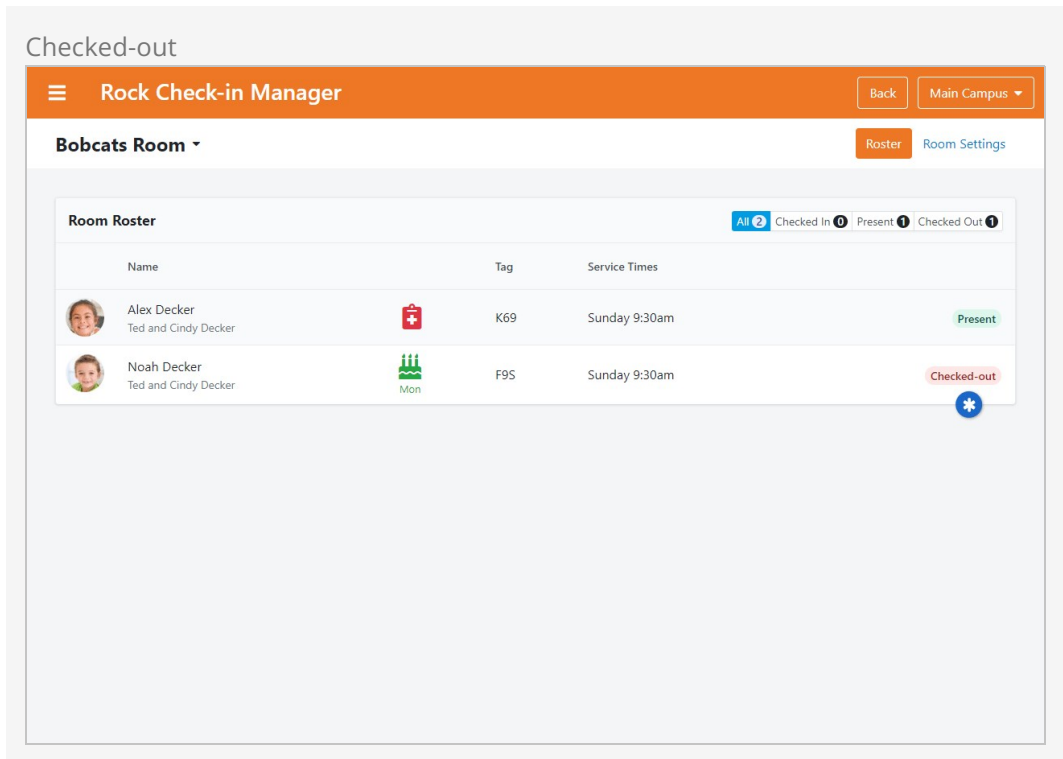 Checked-out
Rock Check-in Manager Back Main Campus
Bobcats Room Roster Room Settings
Room Roster All 2 Checked In 0 Present 1 Checked Out 1
Name Tag Service Times
Alex Decker K69 Sunday 9:30am Present
Ted and Cindy Decker
Noah Decker F9S Sunday 9:30am Checked-out
Ted and Cindy Decker
Mon